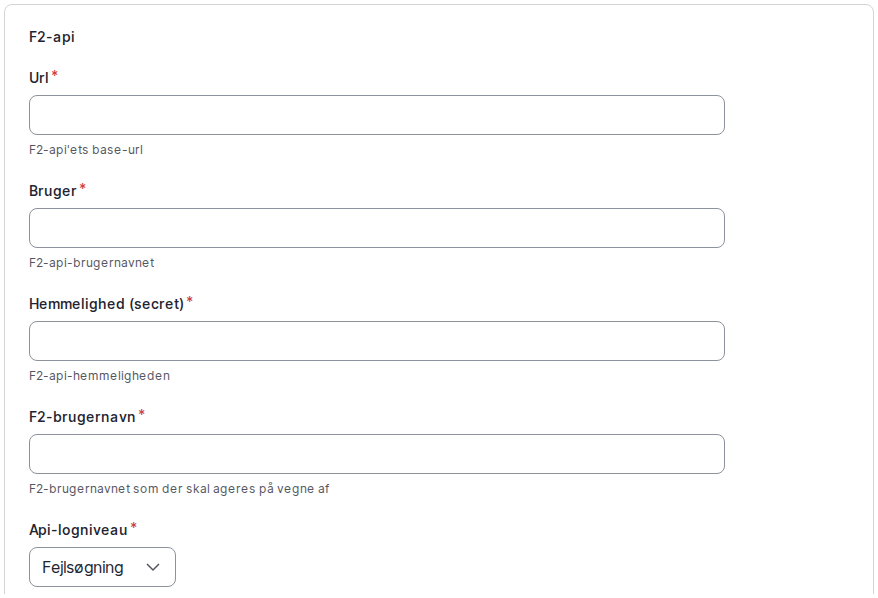 F2-api
Url *
F2-api'ets base-url
Bruger *
F2-api-brugernavnet
Hemmelighed (secret) *
F2-api-hemmeligheden
F2-brugernavn *
F2-brugernavnet som der skal ageres på vegne af
Api-logniveau *
Fejlsøgning